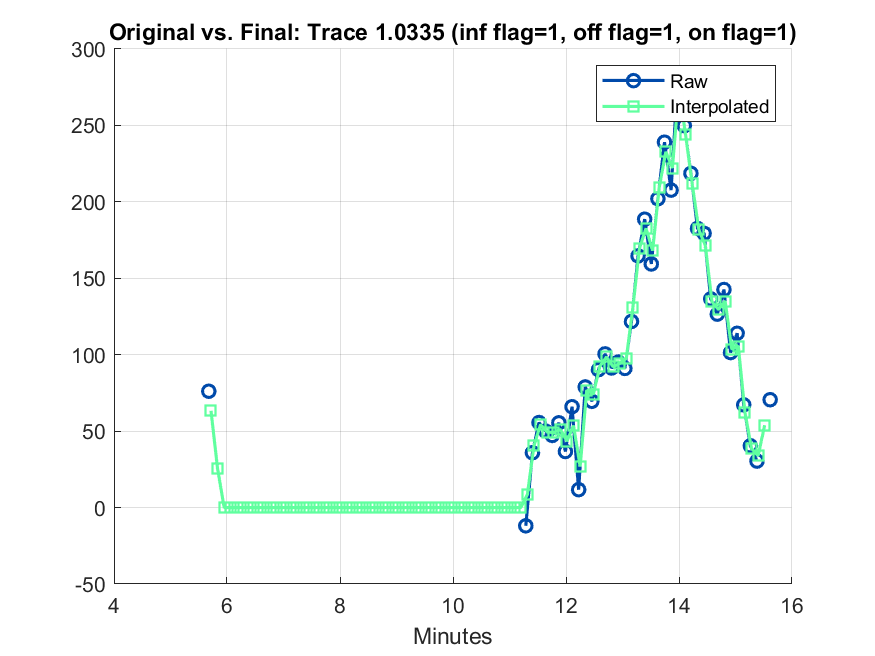 Original vs. Final: Trace 1.0335 (inf flag=1, off flag=1, on flag=1)
300
250
200
150
100
50
0
-50
Raw
Interpolated
4 6 8 10 12 14 16
Minutes